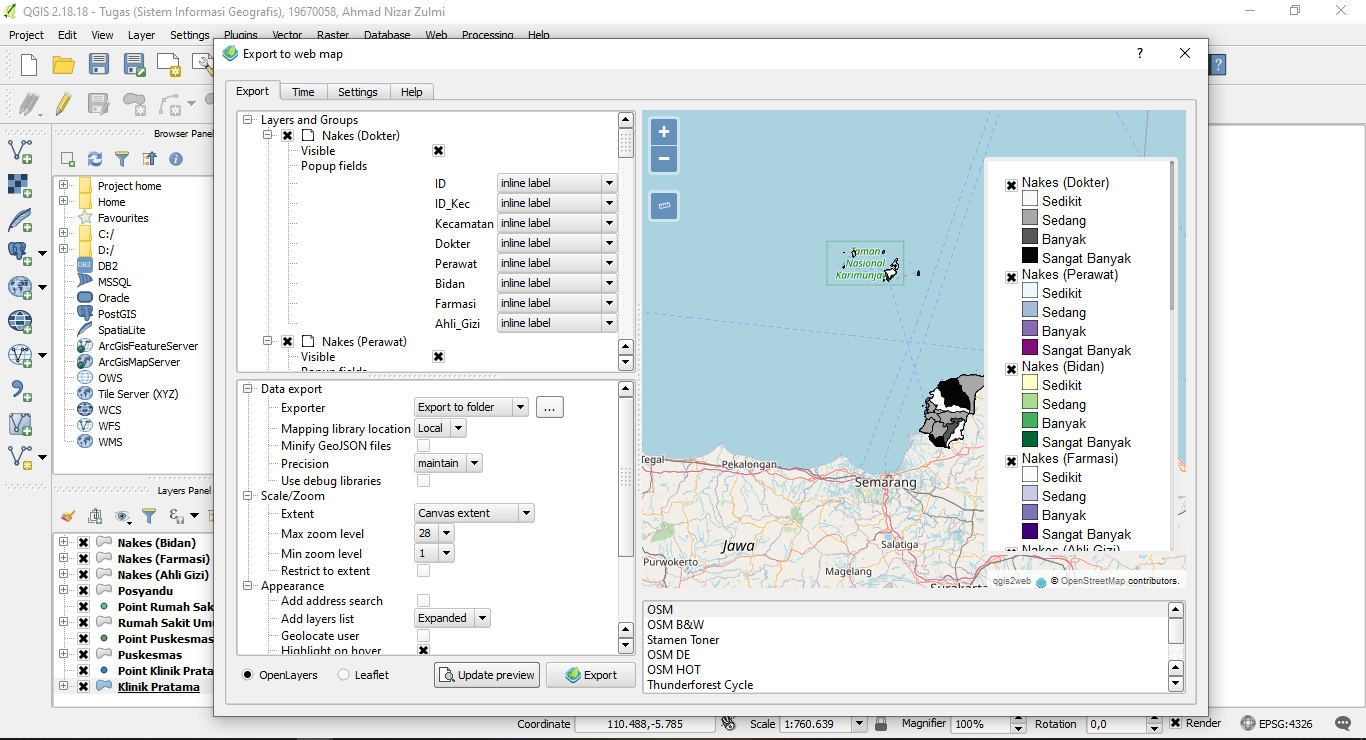 QGIS 2.18.18 - Tugas (Sistem Informasi Geografis), 19670058, Ahmad Nizar Zulmi
Project Edit View Layer Settings Plugins Vector Raster Database Web Processing Help
Export to web map
?
Export Time Settings Help
Layers and Groups
Nakes (Dokter)
Visible
Popup fields
ID inline label
ID_Kec inline label
Kecamatan inline label
Dokter inline label
Perawat inline label
Bidan inline label
Farmasi inline label
Ahli_Gizi inline label
Nakes (Perawat)
Visible
Popup fields
Data export
Exporter Export to folder ...
Mapping library location Local
Minify GeoJSON files
Precision maintain
Use debug libraries
Scale/Zoom
Extent Canvas extent
Max zoom level 28
Min zoom level 1
Restrict to extent
Appearance
Add address search
Add layers list Expanded
Geolocate user
Highlight on hover
OpenLayers Leaflet Update preview Export
+
−
Taman
Nasional
Karimunja
Tegal
Pekalongan
Semarang
Jawa
Salatiga
Purwokerto
Magelang
Surakarta
Nakes (Dokter)
Sedikit
Sedang
Banyak
Sangat Banyak
Nakes (Perawat)
Sedikit
Sedang
Banyak
Sangat Banyak
Nakes (Bidan)
Sedikit
Sedang
Banyak
Sangat Banyak
Nakes (Farmasi)
Sedikit
Sedang
Banyak
Sangat Banyak
Nakes (Ahli Gizi)
qgis2web © OpenStreetMap contributors.
OSM
OSM B&W
Stamen Toner
OSM DE
OSM HOT
Thunderforest Cycle
Browser Pane
Project home
Home
Favourites
C:/
D:/
DB2
MSSQL
Oracle
PostGIS
SpatiaLite
ArcGisFeatureServer
ArcGisMapServer
OWS
Tile Server (XYZ)
WCS
WFS
WMS
Layers Panel
Nakes (Bidan)
Nakes (Farmasi)
Nakes (Ahli Gizi)
Posyandu
Point Rumah Sak
Rumah Sakit Um
Point Puskesmas
Puskesmas
Point Klinik Prata
Klinik Pratama
Coordinate 110.488,-5.785 Scale 1:760.639 Magnifier 100% Rotation 0,0 Render EPSG:4326